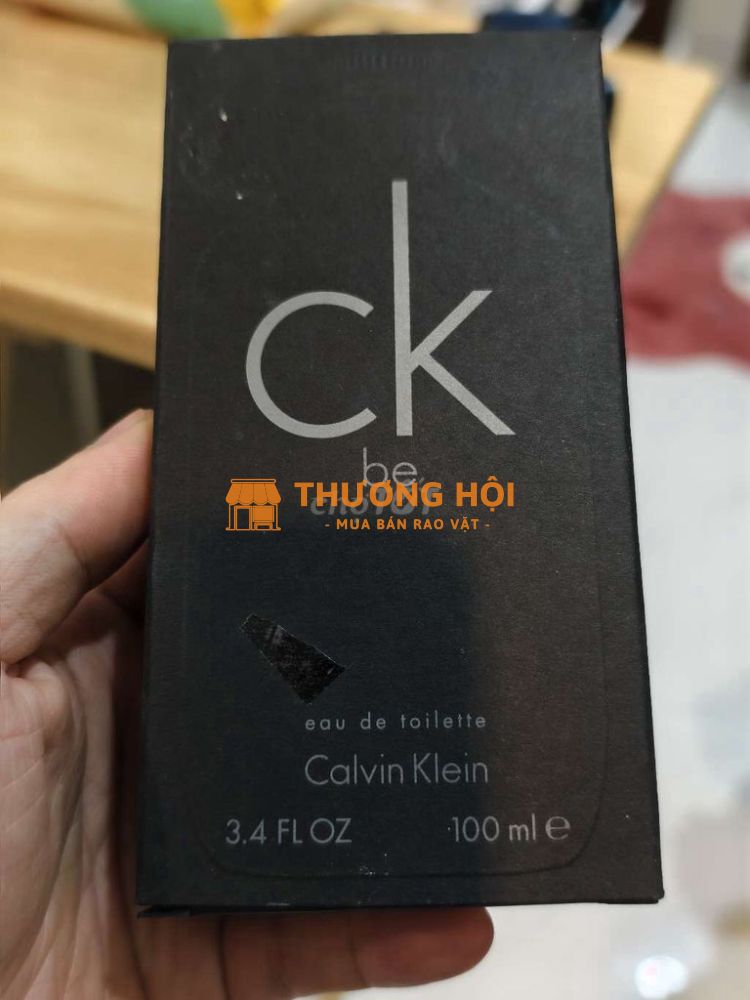 ck
be
THƯƠNG HỘI
- MUA BÁN RAO VẶT -
eau de toilette
Calvin Klein
3.4 FL OZ 100 ml e